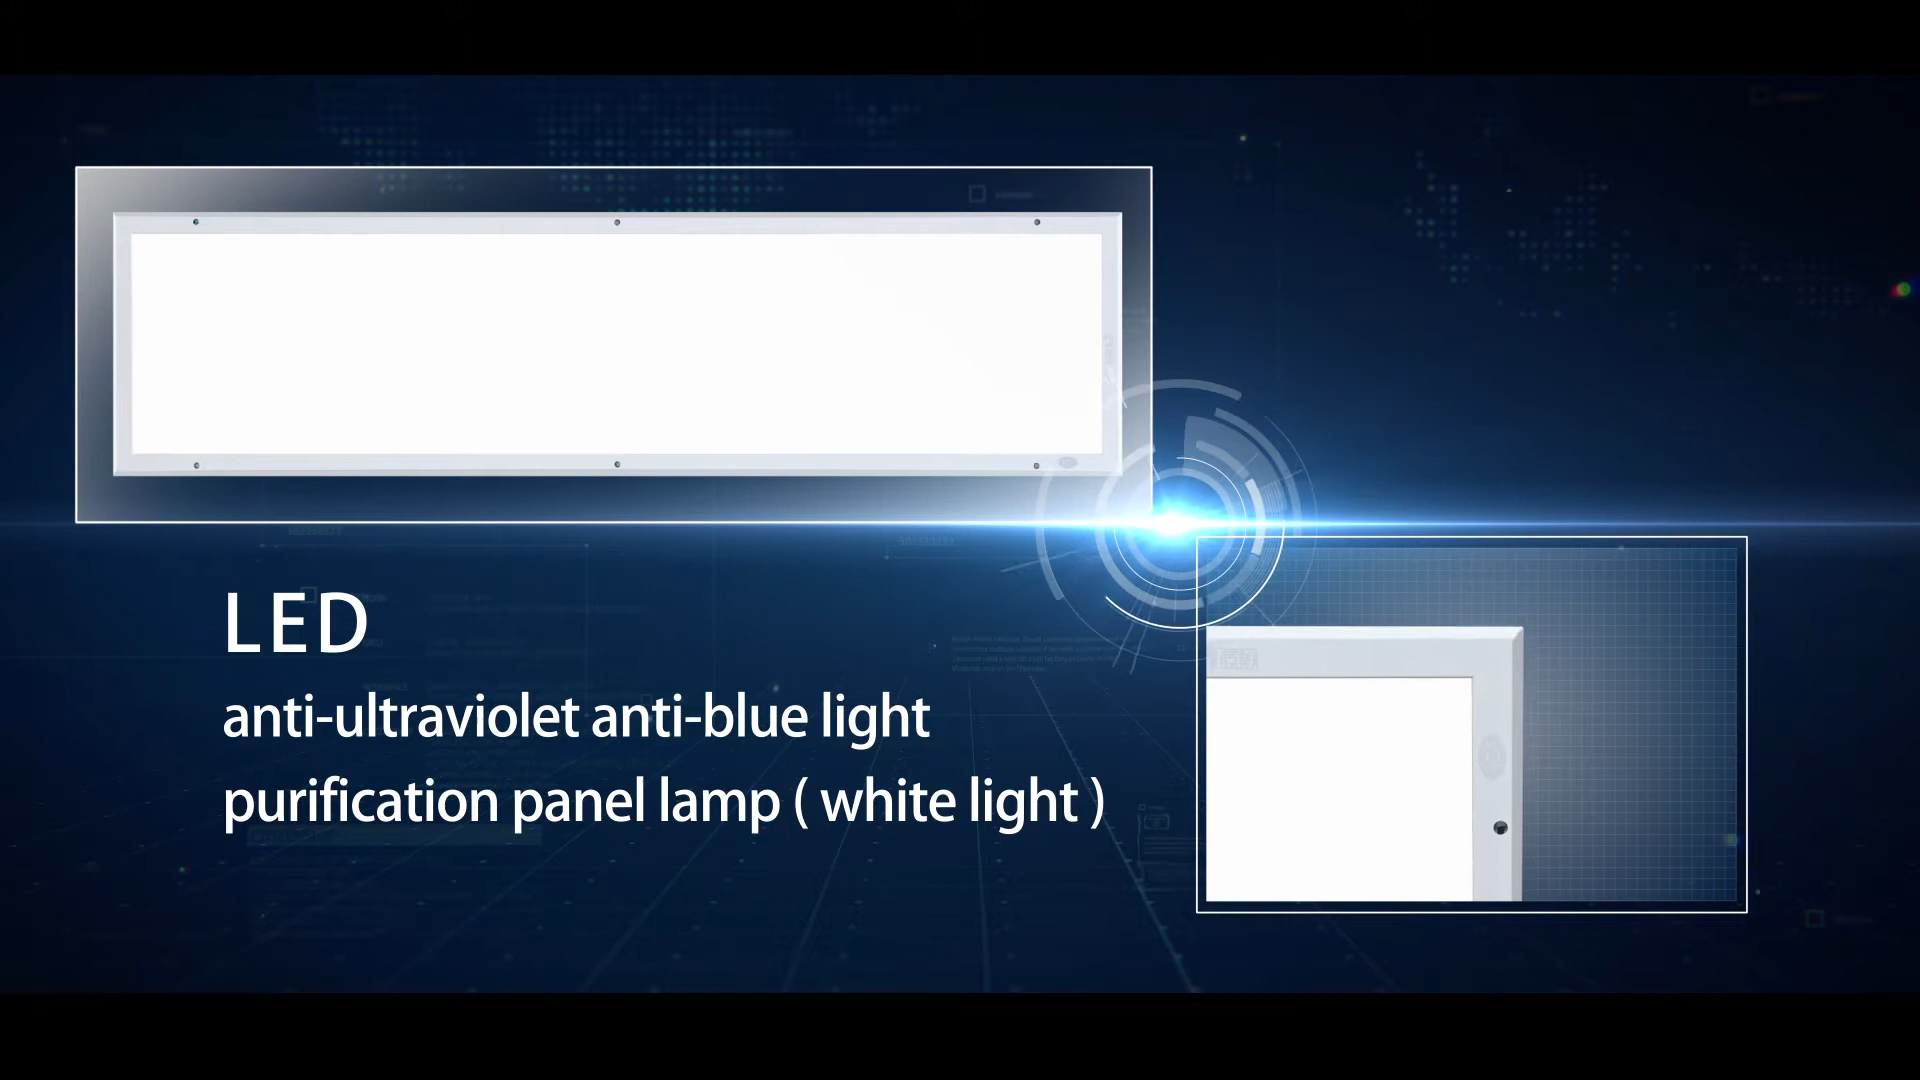 LED
anti-ultraviolet anti-blue light
purification panel lamp ( white light )